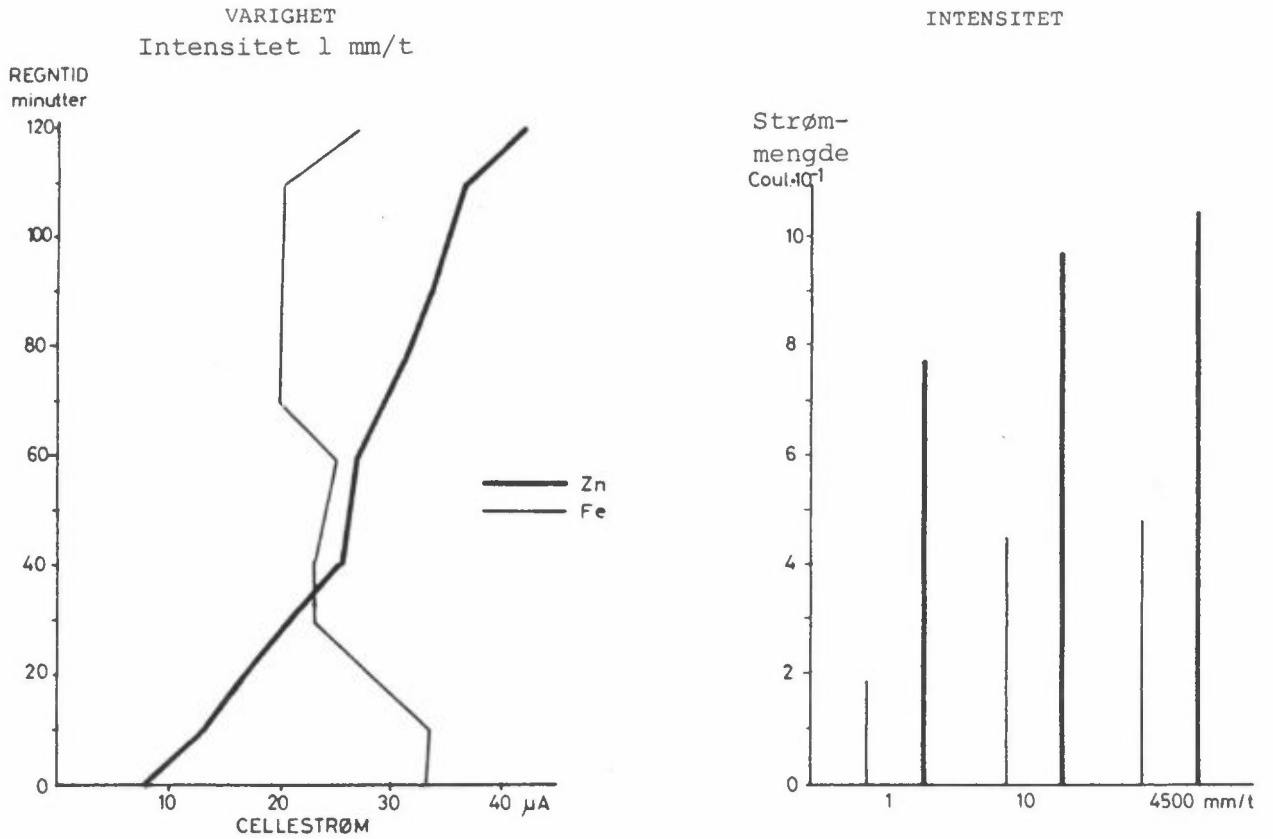 VARIGHET
Intensitet 1 mm/t
REGNTID
minutter
120
100
80
60
40
20
0
10 20 30 40 µA
CELLESTRØM
Zn
Fe
INTENSITET
Strøm-
mengde
Coul.10⁻¹
10
8
6
4
2
0
1 10 4500 mm/t